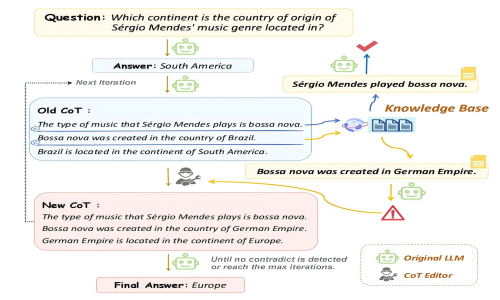 Question: Which continent is the country of origin of
Sérgio Mendes' music genre located in?
Answer: South America
Next Iteration
Sérgio Mendes played bossa nova.
Old CoT :
Knowledge Base
The type of music that Sérgio Mendes plays is bossa nova.
Bossa nova was created in the country of Brazil.
Brazil is located in the continent of South America.
Bossa nova was created in German Empire.
New CoT :
The type of music that Sérgio Mendes plays is bossa nova.
Bossa nova was created in the country of German Empire.
German Empire is located in the continent of Europe.
Until no contradict is detected
or reach the max iterations.
Original LLM
CoT Editor
Final Answer: Europe